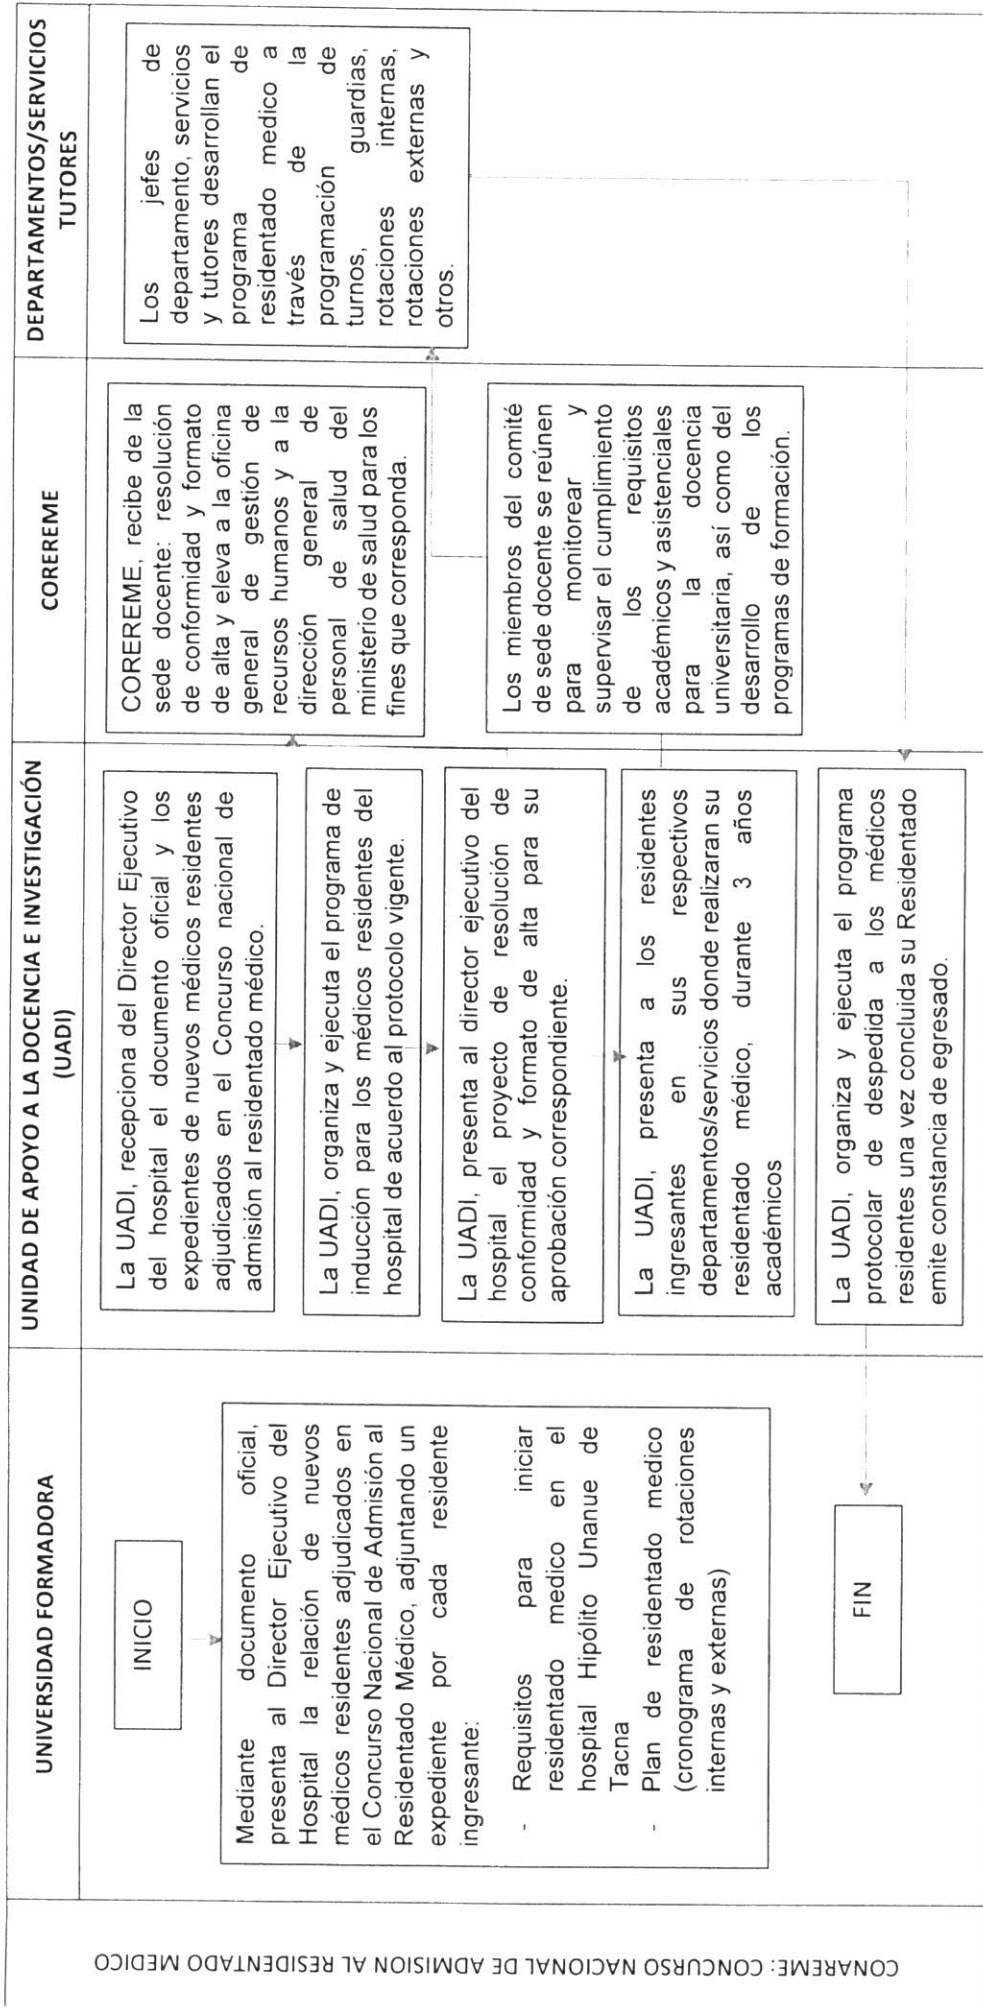 CONAREME: CONCURSO NACIONAL DE ADMISION AL RESIDENTADO MEDICO
UNIVERSIDAD FORMADORA
INICIO
Mediante documento oficial,
presenta al Director Ejecutivo del
Hospital la relación de nuevos
médicos residentes adjudicados en
el Concurso Nacional de Admisión al
Residentado Médico, adjuntando un
expediente por cada residente
ingresante:
- Requisitos para iniciar
residentado medico en el
hospital Hipólito Unanue de
Tacna
- Plan de residentado medico
(cronograma de rotaciones
internas y externas)
FIN
UNIDAD DE APOYO A LA DOCENCIA E INVESTIGACIÓN
(UADI)
La UADI, recepciona del Director Ejecutivo
del hospital el documento oficial y los
expedientes de nuevos médicos residentes
adjudicados en el Concurso nacional de
admisión al residentado médico.
La UADI, organiza y ejecuta el programa de
inducción para los médicos residentes del
hospital de acuerdo al protocolo vigente.
La UADI, presenta al director ejecutivo del
hospital el proyecto de resolución de
conformidad y formato de alta para su
aprobación correspondiente.
La UADI, presenta a los residentes
ingresantes en sus respectivos
departamentos/servicios donde realizaran su
residentado médico, durante 3 años
académicos
La UADI, organiza y ejecuta el programa
protocolar de despedida a los médicos
residentes una vez concluida su Residentado
emite constancia de egresado.
COREREME
COREREME, recibe de la
sede docente: resolución
de conformidad y formato
de alta y eleva a la oficina
general de gestión de
recursos humanos y a la
dirección general de
personal de salud del
ministerio de salud para los
fines que corresponda.
Los miembros del comité
de sede docente se reúnen
para monitorear y
supervisar el cumplimiento
de los requisitos
académicos y asistenciales
para la docencia
universitaria, así como del
desarrollo de los
programas de formación.
DEPARTAMENTOS/SERVICIOS
TUTORES
Los jefes de
departamento, servicios
y tutores desarrollan el
programa de
residentado medico a
través de la
programación de
turnos, guardias,
rotaciones internas,
rotaciones externas y
otros.